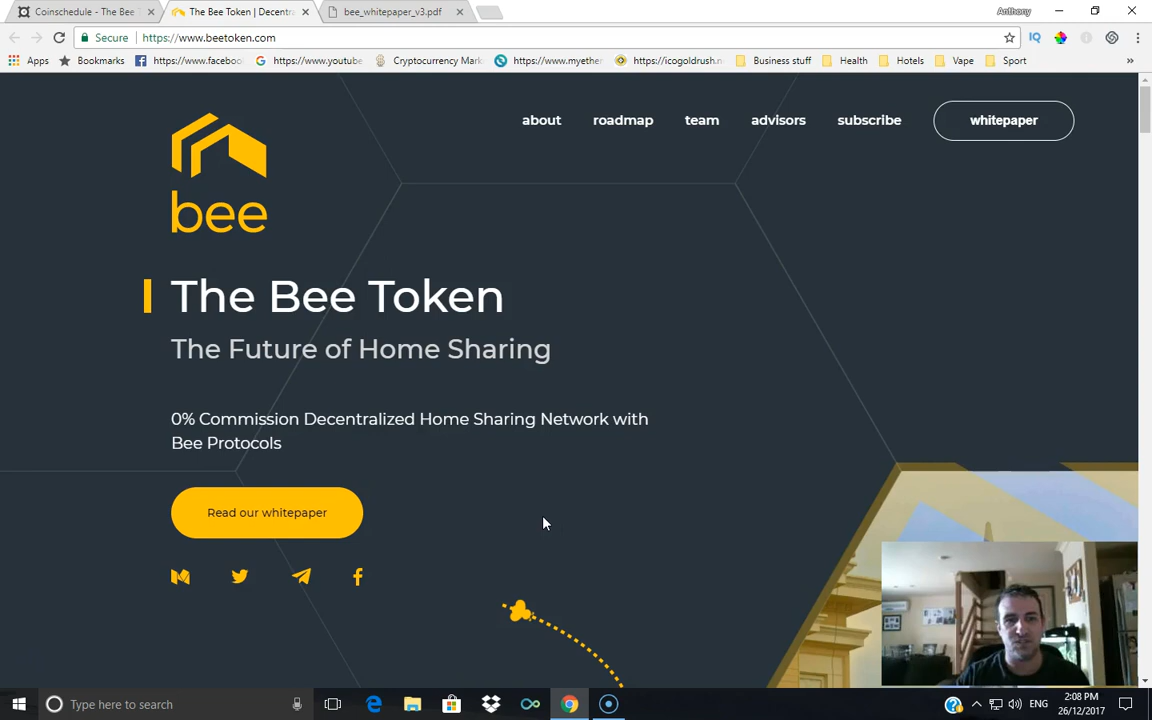 Coinschedule - The Bee T
The Bee Token | Decentra
bee_whitepaper_v3.pdf
Anthony
Secure
https://www.beetoken.com
IQ
Apps
Bookmarks
https://www.faceboo
https://www.youtube
Cryptocurrency Mark
https://www.myether
https://icogoldrush.n
Business stuff
Health
Hotels
Vape
Sport
about
roadmap
team
advisors
subscribe
whitepaper
bee
The Bee Token
The Future of Home Sharing
0% Commission Decentralized Home Sharing Network with
Bee Protocols
Read our whitepaper
Type here to search
ENG
2:08 PM
26/12/2017